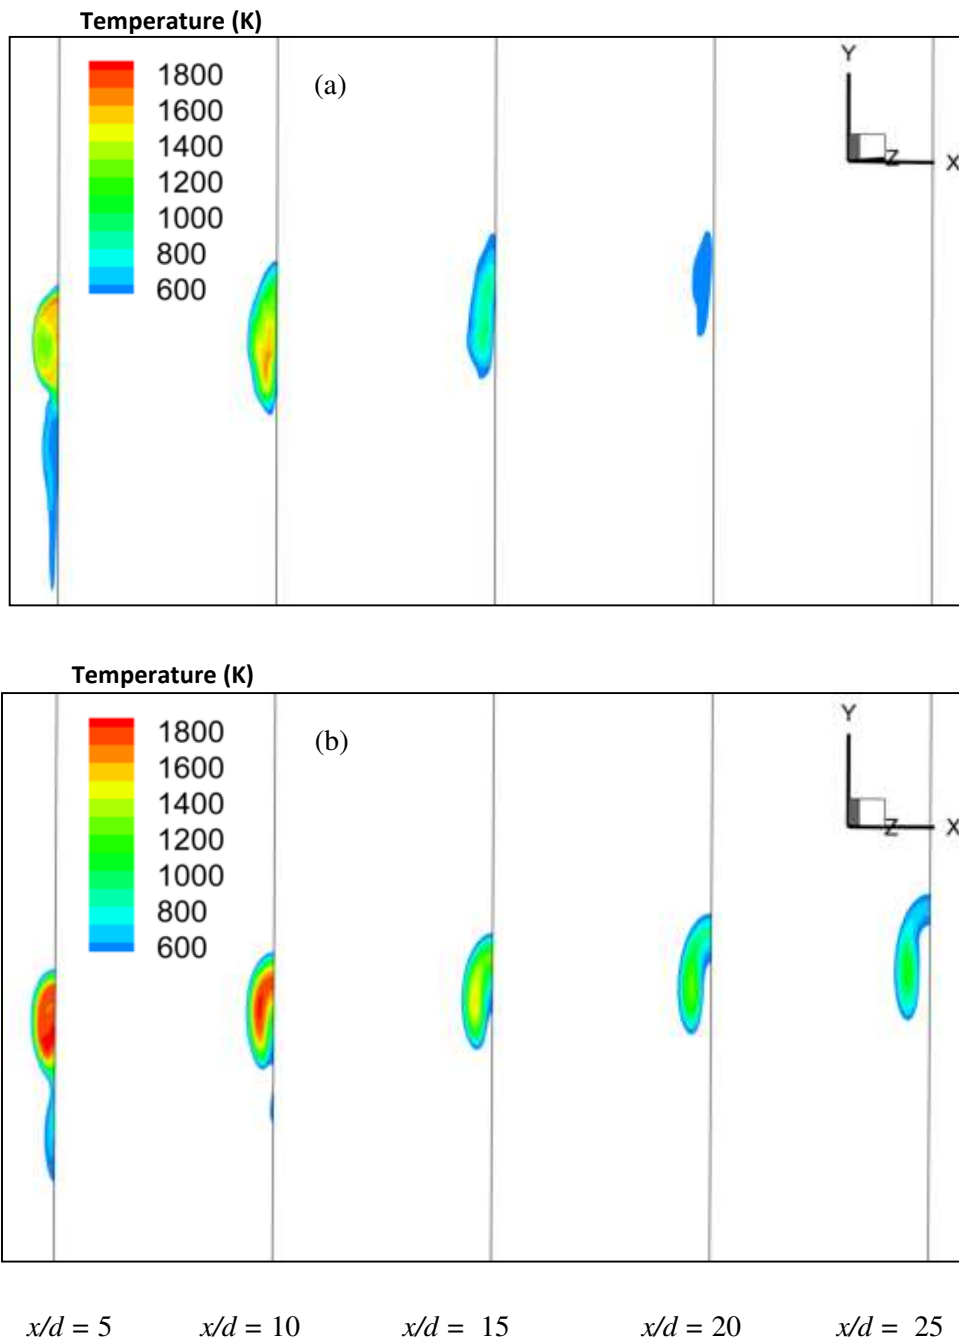 Temperature (K)
(a)
1800
1600
1400
1200
1000
800
600
Y
Z
X
Temperature (K)
(b)
1800
1600
1400
1200
1000
800
600
Y
Z
X
x/d = 5 x/d = 10 x/d = 15 x/d = 20 x/d = 25